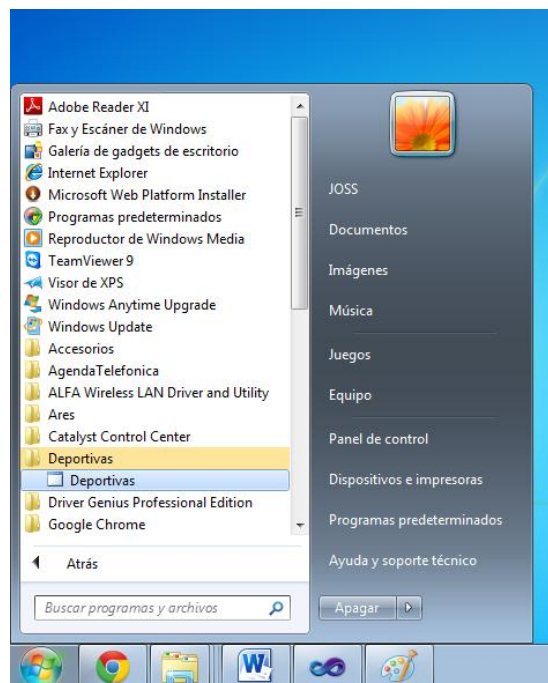 Adobe Reader XI
Fax y Escáner de Windows
Galería de gadgets de escritorio
Internet Explorer
Microsoft Web Platform Installer
Programas predeterminados
Reproductor de Windows Media
TeamViewer 9
Visor de XPS
Windows Anytime Upgrade
Windows Update
Accesorios
AgendaTelefonica
ALFA Wireless LAN Driver and Utility
Ares
Catalyst Control Center
Deportivas
Deportivas
Driver Genius Professional Edition
Google Chrome
Atrás
Buscar programas y archivos
JOSS
Documentos
Imágenes
Música
Juegos
Equipo
Panel de control
Dispositivos e impresoras
Programas predeterminados
Ayuda y soporte técnico
Apagar